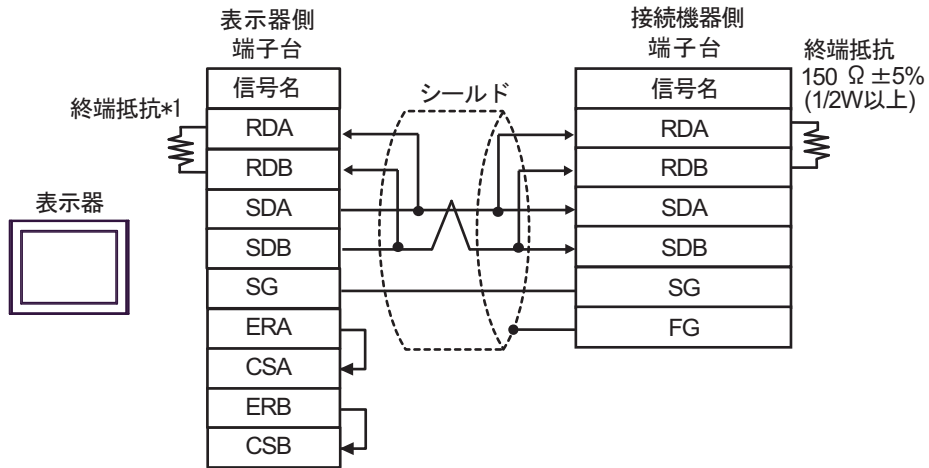 表示器側
端子台
信号名
RDA
RDB
SDA
SDB
SG
ERA
CSA
ERB
CSB
終端抵抗*1
表示器
シールド
接続機器側
端子台
信号名
RDA
RDB
SDA
SDB
SG
FG
終端抵抗
150 Ω ±5%
(1/2W以上)